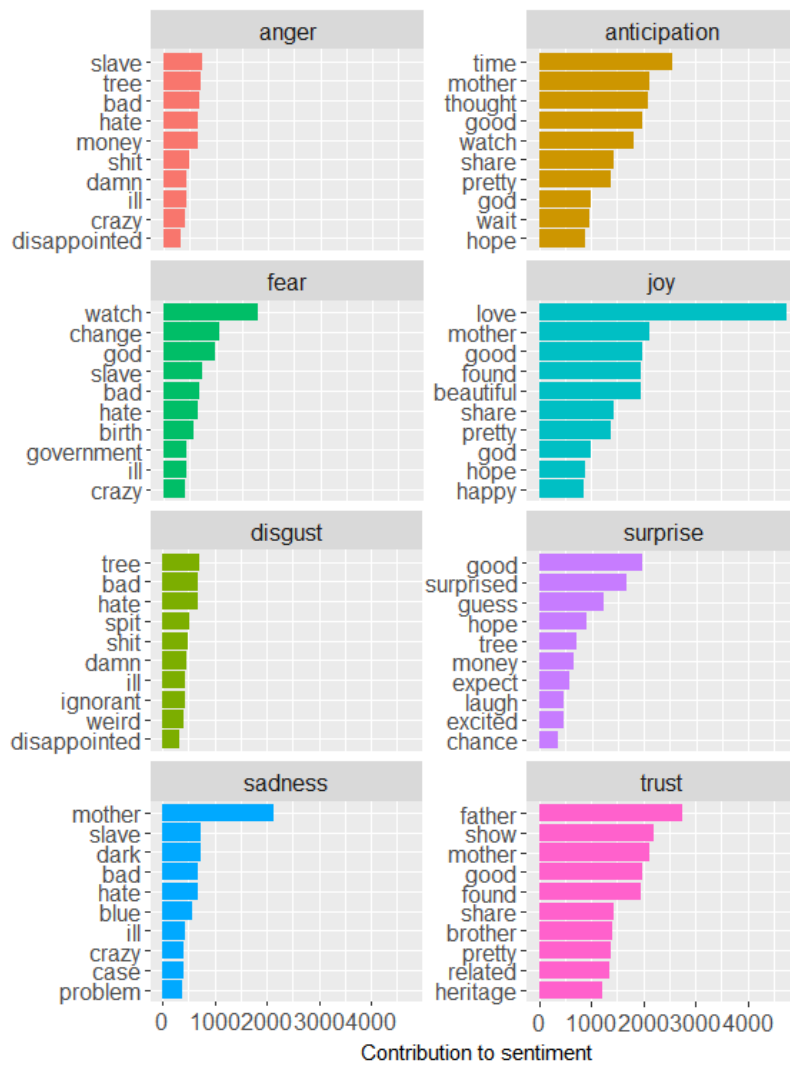 anger
slave
tree
bad
hate
money
shit
damn
ill
crazy
disappointed
anticipation
time
mother
thought
good
watch
share
pretty
god
wait
hope
fear
watch
change
god
slave
bad
hate
birth
government
ill
crazy
joy
love
mother
good
found
beautiful
share
pretty
god
hope
happy
disgust
tree
bad
hate
spit
shit
damn
ill
ignorant
weird
disappointed
surprise
good
surprised
guess
hope
tree
money
expect
laugh
excited
chance
sadness
mother
slave
dark
bad
hate
blue
ill
crazy
case
problem
0 1000 2000 3000 4000
trust
father
show
mother
good
found
share
brother
pretty
related
heritage
0 1000 2000 3000 4000
Contribution to sentiment